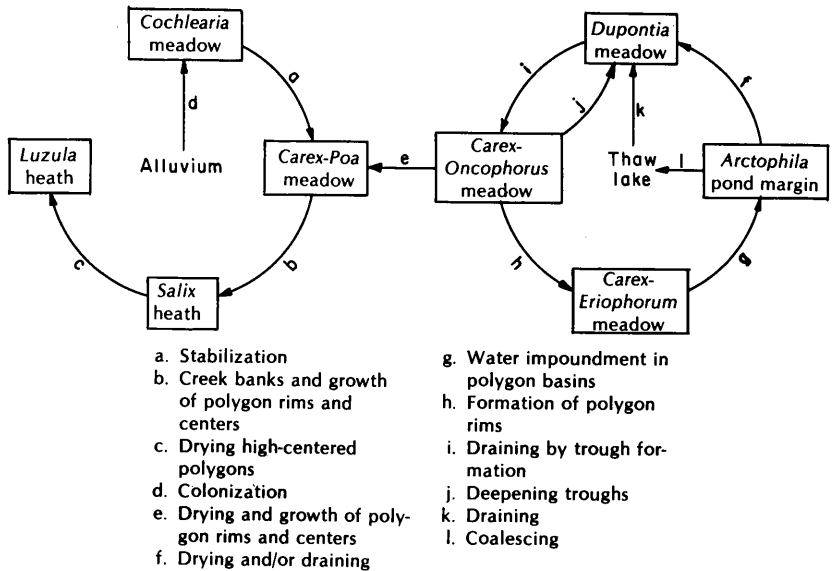 Cochlearia
meadow
Dupontia
meadow
a
i
j
f
d
k
Luzula
heath
Alluvium
Carex-Poa
meadow
e
Carex-
Oncophorus
meadow
Thaw
lake
l
Arctophila
pond margin
c
b
h
g
Salix
heath
Carex-
Eriophorum
meadow
a. Stabilization
b. Creek banks and growth
of polygon rims and
centers
c. Drying high-centered
polygons
d. Colonization
e. Drying and growth of poly-
gon rims and centers
f. Drying and/or draining
g. Water impoundment in
polygon basins
h. Formation of polygon
rims
i. Draining by trough for-
mation
j. Deepening troughs
k. Draining
l. Coalescing